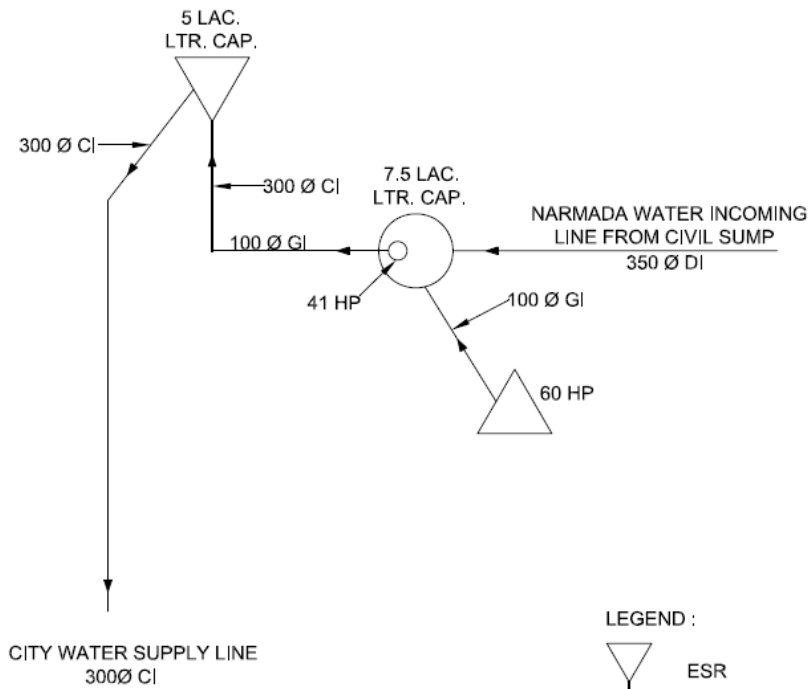 5 LAC.
LTR. CAP.
300 Ø CI
300 Ø CI
7.5 LAC.
LTR. CAP.
NARMADA WATER INCOMING
LINE FROM CIVIL SUMP
350 Ø DI
100 Ø GI
41 HP
100 Ø GI
60 HP
LEGEND :
ESR
CITY WATER SUPPLY LINE
300Ø CI